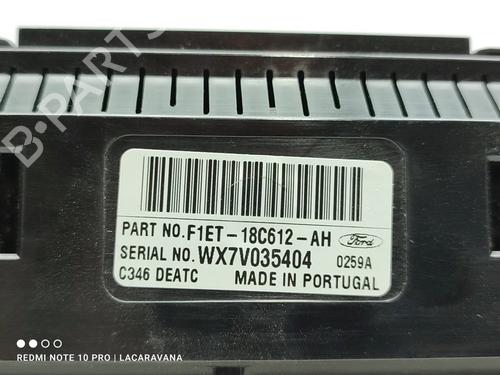 B-PARTS
PART NO. F1ET-18C612-AH Ford
SERIAL NO. WX7V035404 0259A
C346 DEATC MADE IN PORTUGAL
REDMI NOTE 10 PRO | LACARAVANA